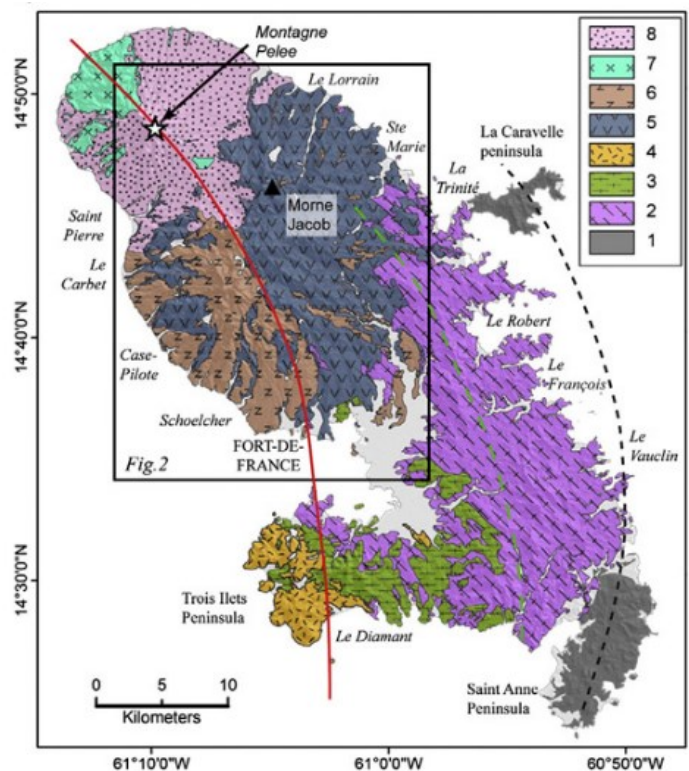 Montagne
Pelee
8
7
6
5
4
3
2
1
14°50'0"N
Le Lorrain
Ste
Marie
La Caravelle
peninsula
La
Trinité
Morne
Jacob
Saint
Pierre
Le
Carbet
14°40'0"N
Le Robert
Case-
Pilote
Le
François
Schoelcher
Le
Vauclin
FORT-DE-
FRANCE
Fig.2
14°30'0"N
Trois Ilets
Peninsula
Le Diamant
0 5 10
Kilometers
Saint Anne
Peninsula
61°10'0"W
61°0'0"W
60°50'0"W